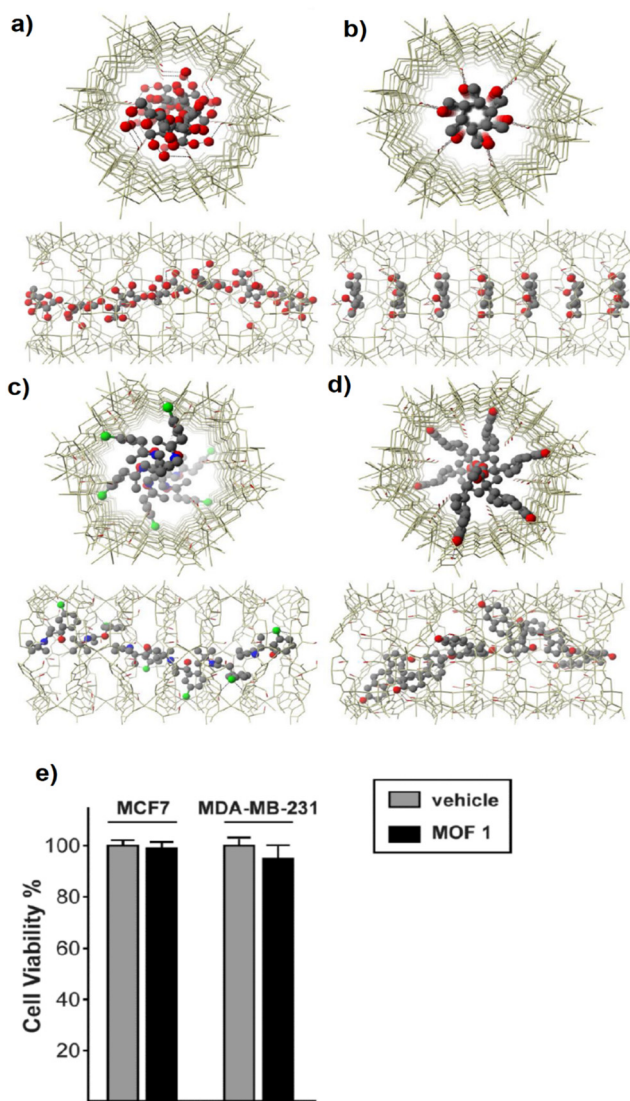 a)
b)
c)
d)
e)
MCF7 MDA-MB-231
vehicle
MOF 1
Cell Viability %
100
80
60
40
20